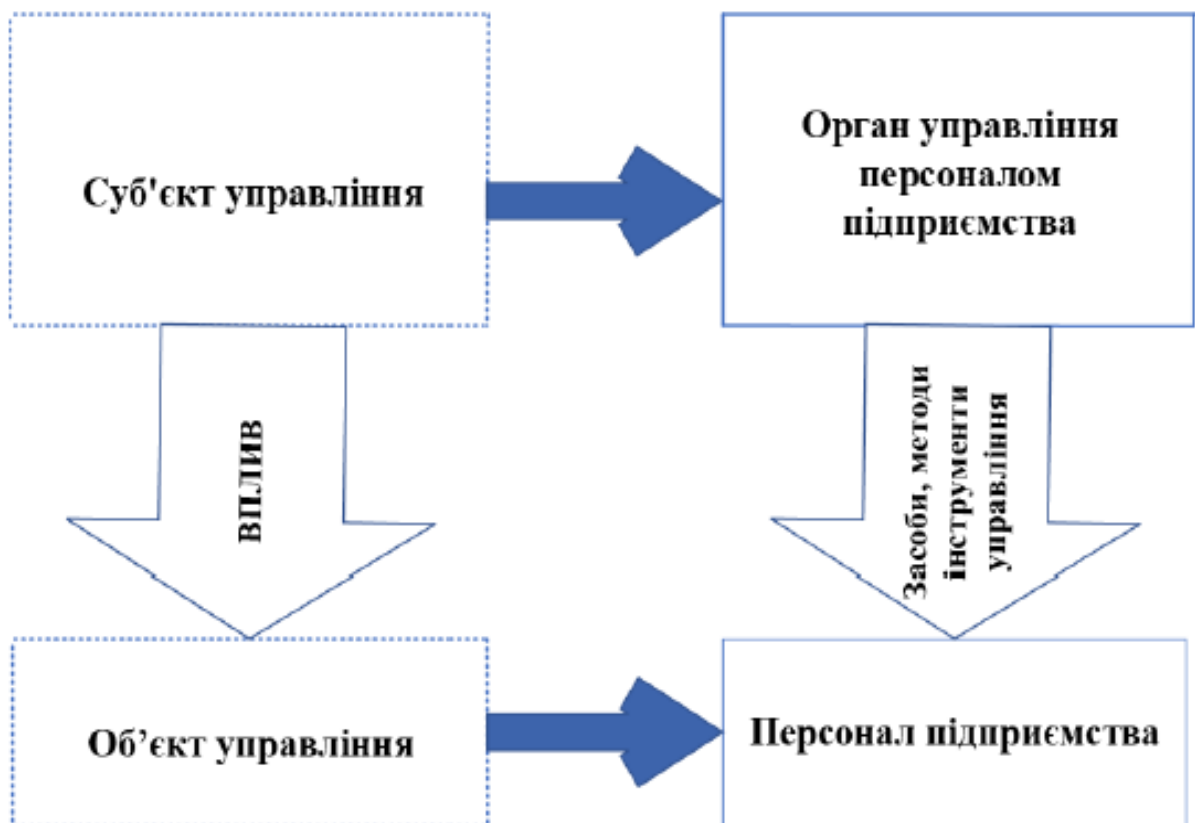 Суб'єкт управління
Орган управління
персоналом
підприємства
ВПЛИВ
Засоби, методи
інструменти
управління
Об’єкт управління
Персонал підприємства